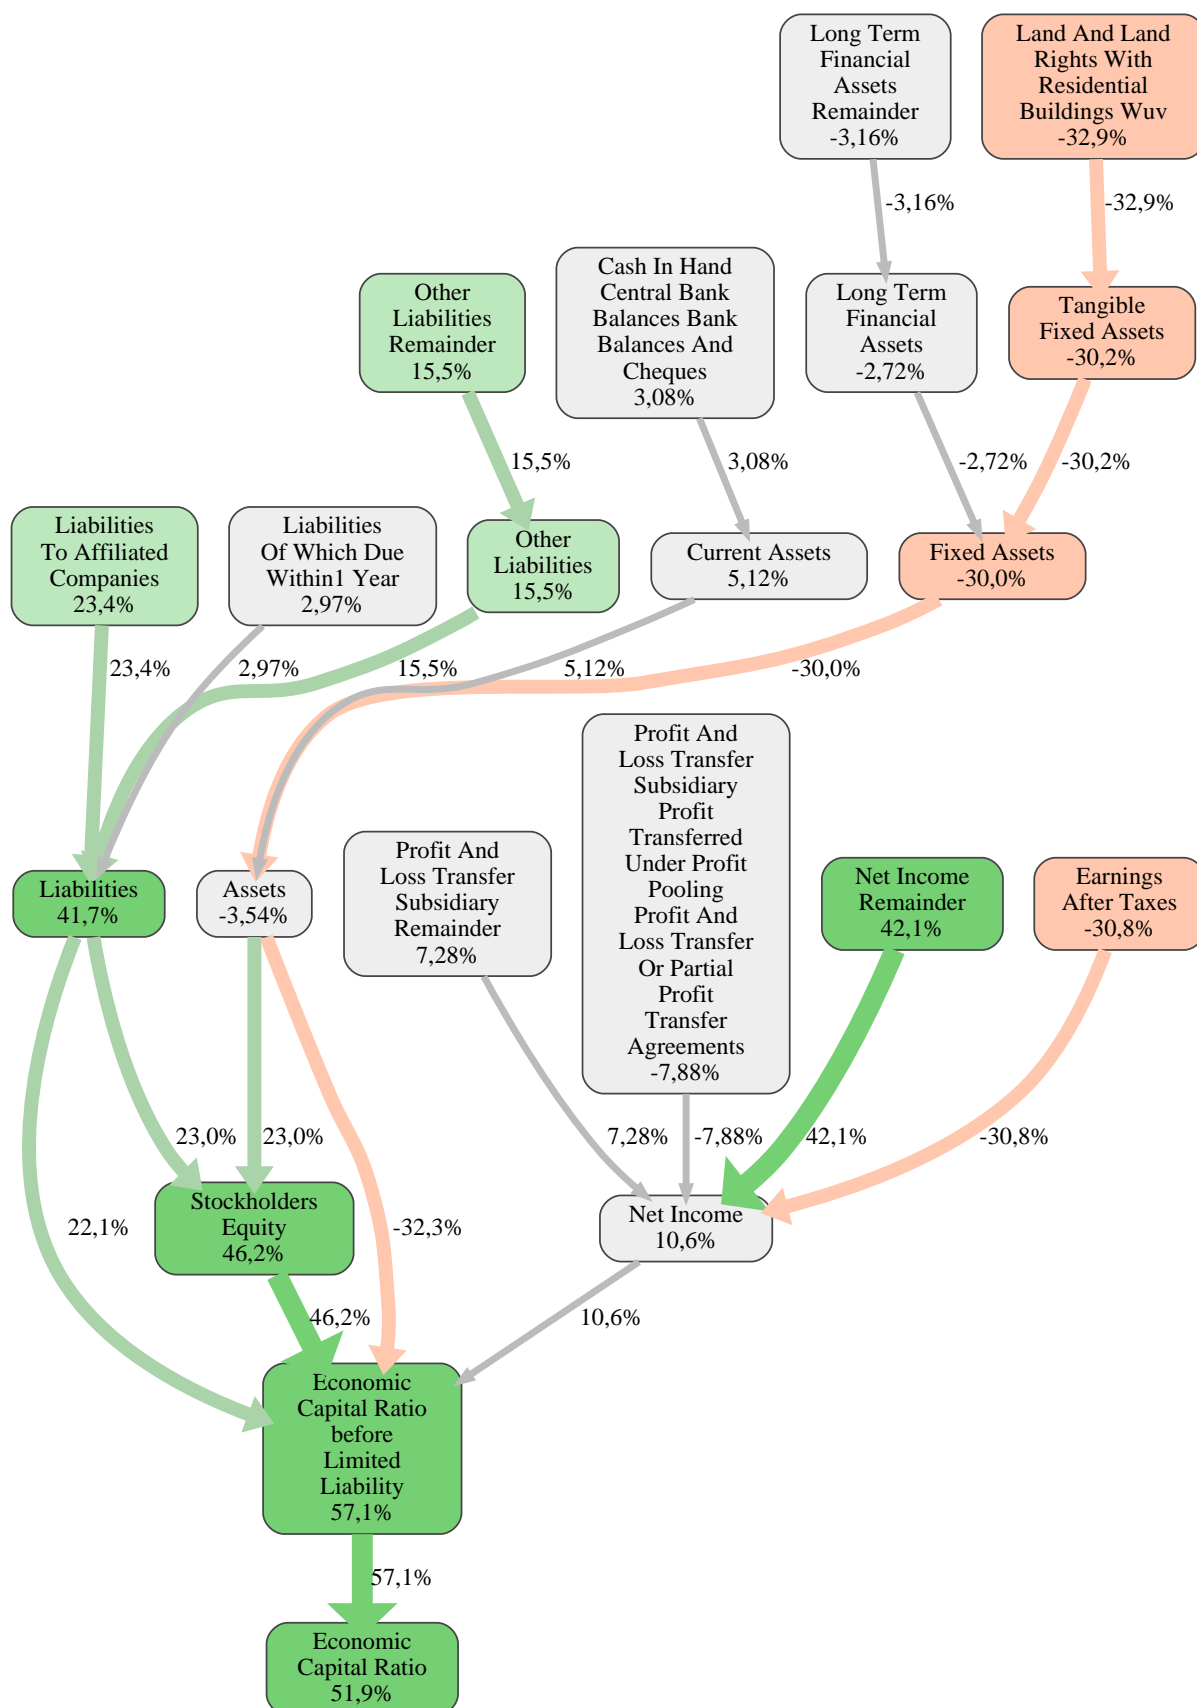 Long Term
Financial
Assets
Remainder
-3,16%
Land And Land
Rights With
Residential
Buildings Wuv
-32,9%
-3,16%
-32,9%
Other
Liabilities
Remainder
15,5%
Cash In Hand
Central Bank
Balances Bank
Balances And
Cheques
3,08%
Long Term
Financial
Assets
-2,72%
Tangible
Fixed Assets
-30,2%
15,5%
3,08%
-2,72%
-30,2%
Liabilities
To Affiliated
Companies
23,4%
Liabilities
Of Which Due
Within1 Year
2,97%
Other
Liabilities
15,5%
Current Assets
5,12%
Fixed Assets
-30,0%
23,4%
2,97%
15,5%
5,12%
-30,0%
Profit And
Loss Transfer
Subsidiary
Profit
Transferred
Under Profit
Pooling
Profit And
Loss Transfer
Or Partial
Profit
Transfer
Agreements
-7,88%
Liabilities
41,7%
Assets
-3,54%
Profit And
Loss Transfer
Subsidiary
Remainder
7,28%
Net Income
Remainder
42,1%
Earnings
After Taxes
-30,8%
23,0%
23,0%
7,28%
-7,88%
42,1%
-30,8%
Stockholders
Equity
46,2%
22,1%
-32,3%
Net Income
10,6%
46,2%
10,6%
Economic
Capital Ratio
before
Limited
Liability
57,1%
57,1%
Economic
Capital Ratio
51,9%